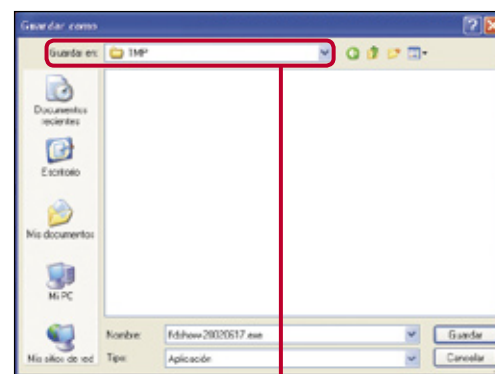 Guardar como
Guardar en: TMP
Documentos
recientes
Escritorio
Mis documentos
Mi PC
Mis sitios de red
Nombre:
Tipo: Aplicación
Guardar
Cancelar